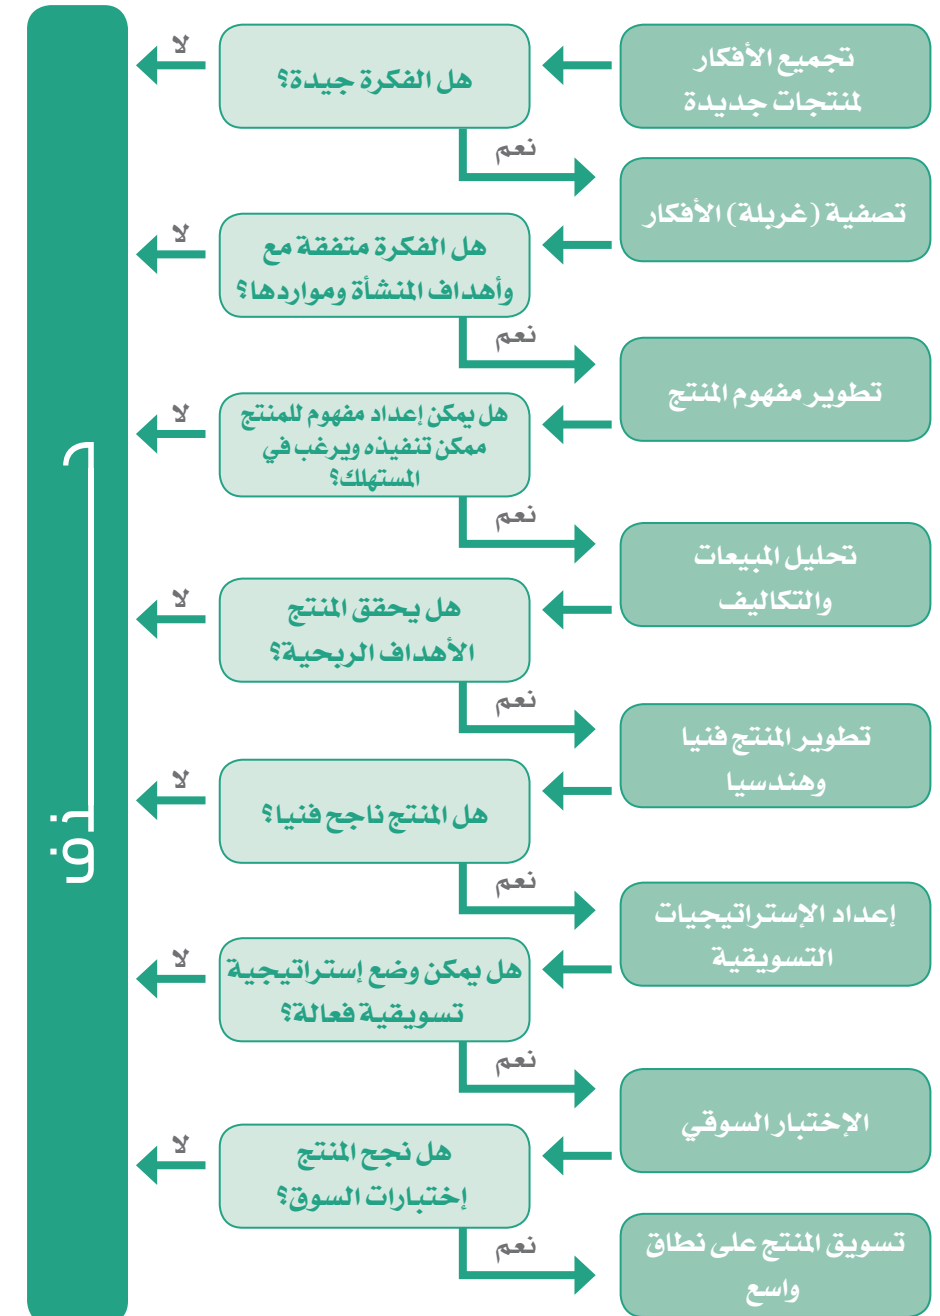 تجميع الأفكار
لمنتجات جديدة
هل الفكرة جيدة؟
لا
نعم
تصفية (غربلة) الأفكار
هل الفكرة متفقة مع
وأهداف المنشأة ومواردها؟
لا
نعم
تطوير مفهوم المنتج
هل يمكن إعداد مفهوم للمنتج
ممكن تنفيذه ويرغب في
المستهلك؟
لا
نعم
تحليل المبيعات
والتكاليف
هل يحقق المنتج
الأهداف الربحية؟
لا
نعم
تطوير المنتج فنيا
وهندسيا
هل المنتج ناجح فنيا؟
لا
نعم
إعداد الإستراتيجيات
التسويقية
هل يمكن وضع إستراتيجية
تسويقية فعالة؟
لا
نعم
الإختبار السوقي
هل نجح المنتج
إختبارات السوق؟
لا
نعم
تسويق المنتج على نطاق
واسع
حـــــــذف